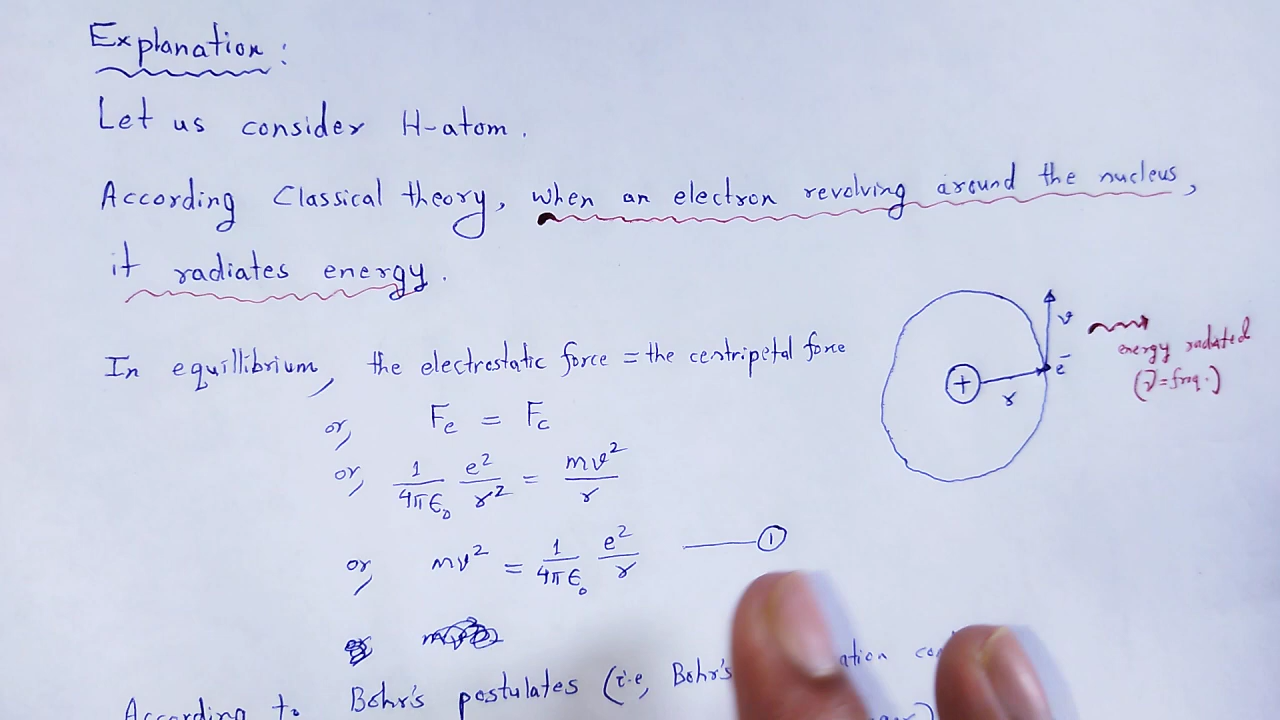 Explanation:
Let us consider H-atom.
According Classical theory, when an electron revolving around the nucleus,
it radiates energy.
In equillibrium, the electrostatic force = the centripetal force
or, Fe = Fc
or, 1/4πϵ₀ e²/r² = mv²/r
or, mv² = 1/4πϵ₀ e²/r ——①
According to Bohr's postulates (i.e, Bohr's
+
r
v
e⁻
energy radiated
(ν=freq.)